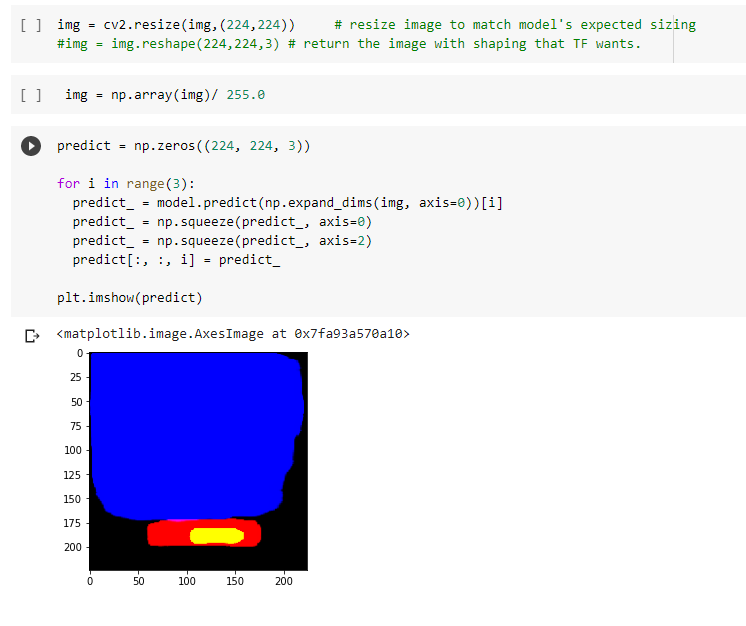 [ ] img = cv2.resize(img,(224,224)) # resize image to match model's expected sizing
#img = img.reshape(224,224,3) # return the image with shaping that TF wants.
[ ] img = np.array(img)/ 255.0
predict = np.zeros((224, 224, 3))
for i in range(3):
predict_ = model.predict(np.expand_dims(img, axis=0))[i]
predict_ = np.squeeze(predict_, axis=0)
predict_ = np.squeeze(predict_, axis=2)
predict[:, :, i] = predict_
plt.imshow(predict)
<matplotlib.image.AxesImage at 0x7fa93a570a10>
0
25
50
75
100
125
150
175
200
0 50 100 150 200